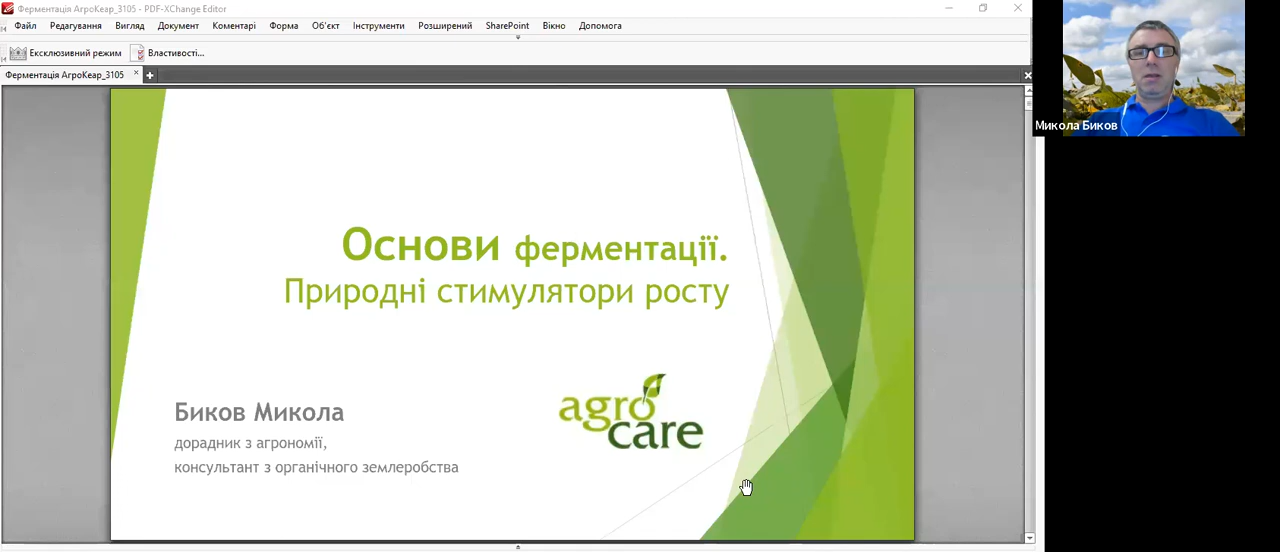 Ферментація АгроКеар_3105 - PDF-XChange Editor
Файл Редагування Вигляд Документ Коментарі Форма Об'єкт Інструменти Розширений SharePoint Вікно Допомога
Ексклюзивний режим Властивості...
Ферментація АгроКеар_3105
Микола Биков
Основи ферментації.
Природні стимулятори росту
agro
care
Биков Микола
дорадник з агрономії,
консультант з органічного землеробства